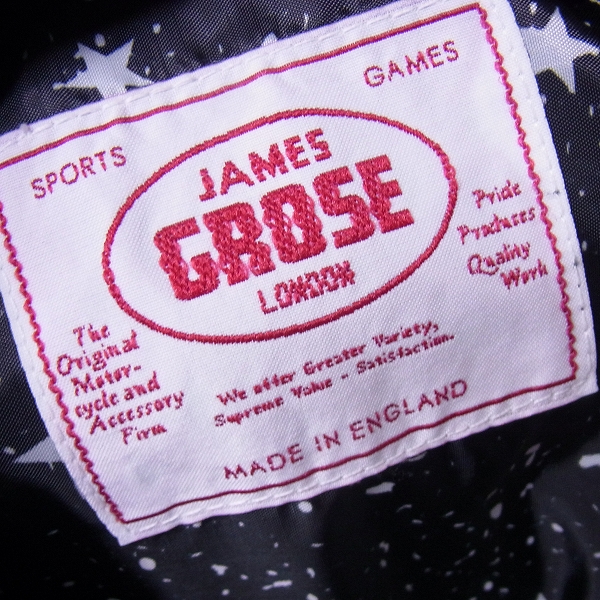 SPORTS
GAMES
JAMES
GROSE
LONDON
Pride
Produces
Quality
Work
The
Original
Motor-
cycle and
Accessory
Firm
We offer Greater Variety,
Supreme Value - Satisfaction.
MADE IN ENGLAND